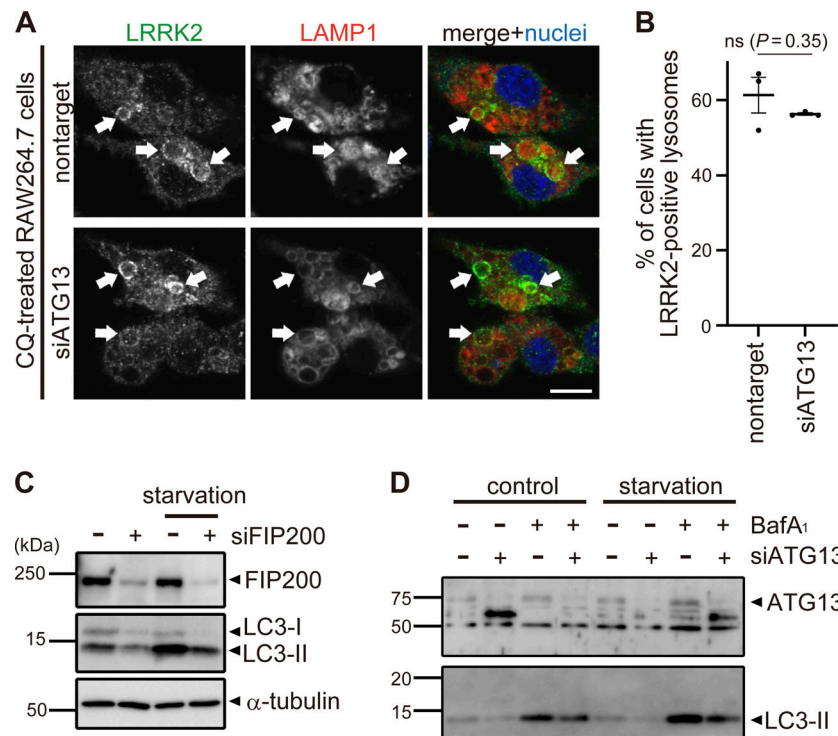 A
LRRK2 LAMP1 merge+nuclei
CQ-treated RAW264.7 cells
nontarget
siATG13
B
ns (P = 0.35)
% of cells with
LRRK2-positive lysosomes
60
40
20
0
nontarget
siATG13
C
starvation
− + − + siFIP200
(kDa)
250
FIP200
15
LC3-I
LC3-II
50
α-tubulin
D
control starvation
− − + + − − + + BafA1
− + − + − + − + siATG13
75
50
ATG13
20
15
LC3-II